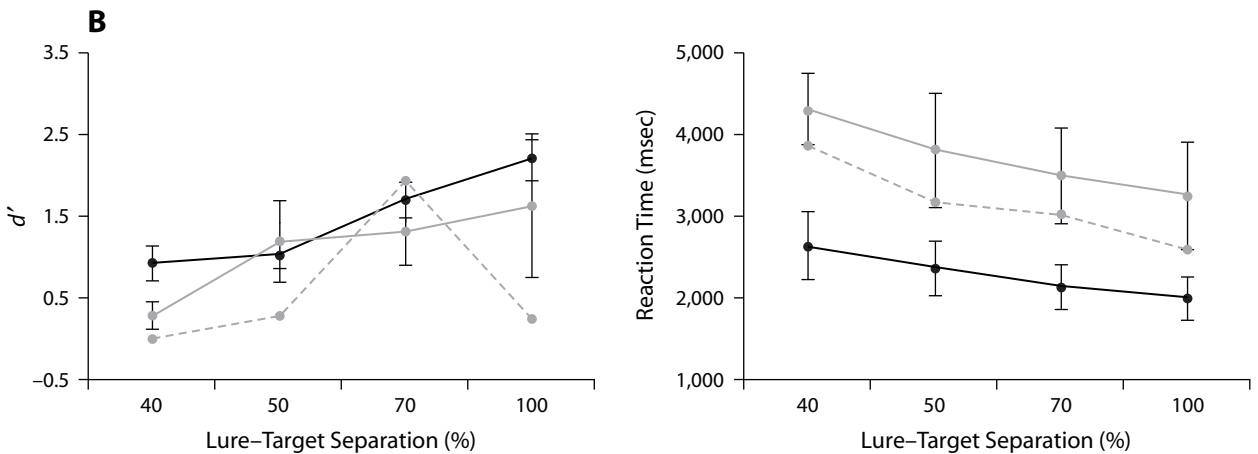 B
3.5
2.5
1.5
0.5
–0.5
d′
40 50 70 100
Lure–Target Separation (%)
5,000
4,000
3,000
2,000
1,000
Reaction Time (msec)
40 50 70 100
Lure–Target Separation (%)